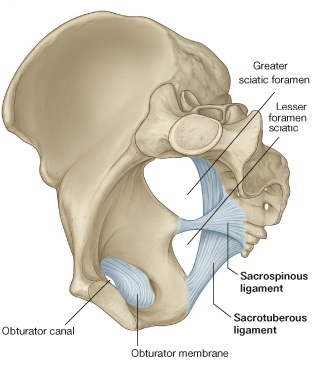 Greater
sciatic foramen
Lesser
foramen
sciatic
Sacrospinous
ligament
Sacrotuberous
ligament
Obturator canal
Obturator membrane